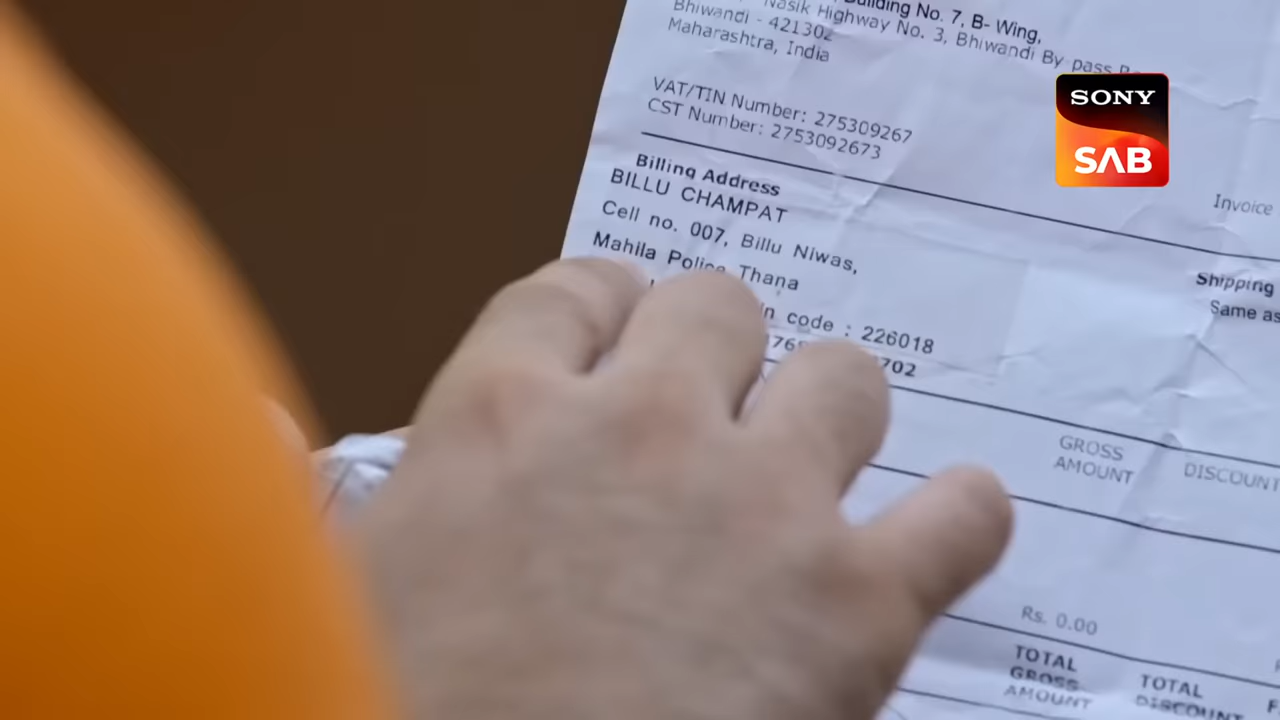 Building No. 7, B- Wing,
Nasik Highway No. 3, Bhiwandi By pass
Bhiwandi - 421302
Maharashtra, India
SONY
SAB
VAT/TIN Number: 275309267
CST Number: 2753092673
Billing Address
BILLU CHAMPAT
Cell no. 007, Billu Niwas,
Mahila Police Thana
code : 226018
702
Invoice
Shipping
Same as
GROSS
AMOUNT
DISCOUNT
Rs. 0.00
TOTAL
GROSS
AMOUNT
TOTAL
DISCOUNT